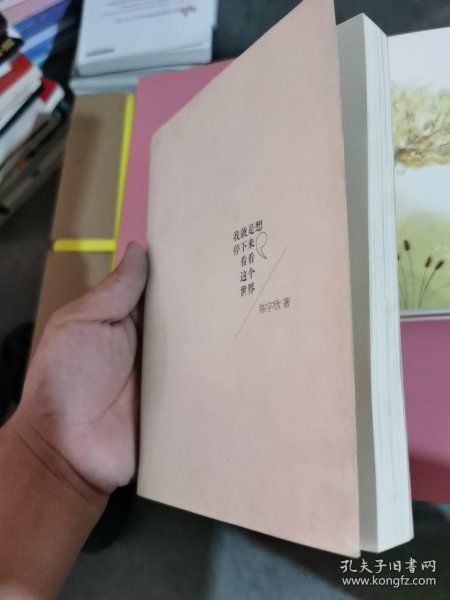 我就是想
停下来
看看
这个
世界
陈宇欣 著
孔夫子旧书网
www.kongfz.com